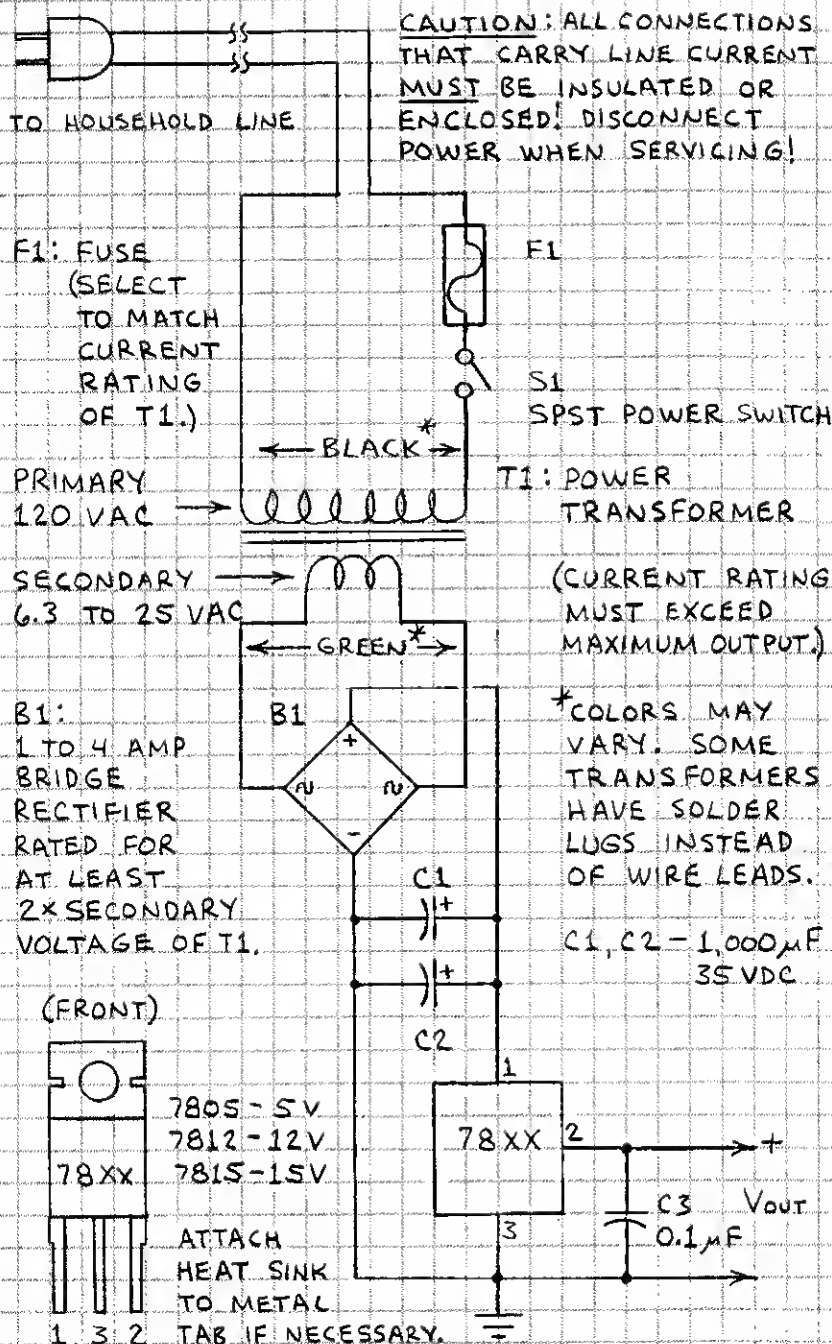 CAUTION: ALL CONNECTIONS
THAT CARRY LINE CURRENT
MUST BE INSULATED OR
ENCLOSED! DISCONNECT
POWER WHEN SERVICING!
TO HOUSEHOLD LINE
F1: FUSE
(SELECT
TO MATCH
CURRENT
RATING
OF T1.)
F1
S1
SPST POWER SWITCH
BLACK*
PRIMARY
120 VAC
T1: POWER
TRANSFORMER
SECONDARY
6.3 TO 25 VAC
(CURRENT RATING
MUST EXCEED
MAXIMUM OUTPUT.)
GREEN*
B1:
1 TO 4 AMP
BRIDGE
RECTIFIER
RATED FOR
AT LEAST
2X SECONDARY
VOLTAGE OF T1.
B1
+
~ ~
-
*COLORS MAY
VARY. SOME
TRANSFORMERS
HAVE SOLDER
LUGS INSTEAD
OF WIRE LEADS.
C1
+
+
C2
C1, C2 - 1,000µF
35 VDC
(FRONT)
78XX
1 3 2
7805 - 5V
7812 - 12V
7815 - 15V
ATTACH
HEAT SINK
TO METAL
TAB IF NECESSARY.
1
78XX 2
3
+
VOUT
C3
0.1µF